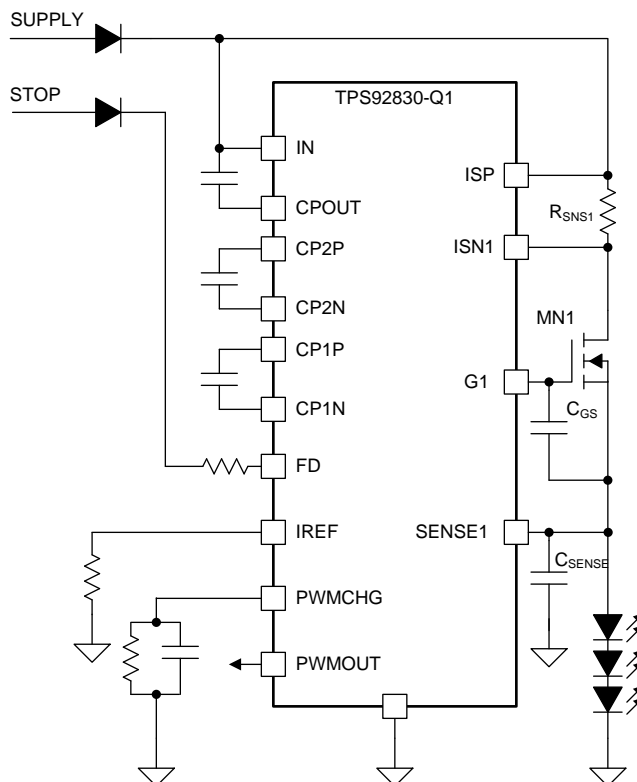 SUPPLY
STOP
TPS92830-Q1
IN
CPOUT
CP2P
CP2N
CP1P
CP1N
FD
IREF
PWMCHG
PWMOUT
ISP
ISN1
G1
SENSE1
RSNS1
MN1
CGS
CSENSE